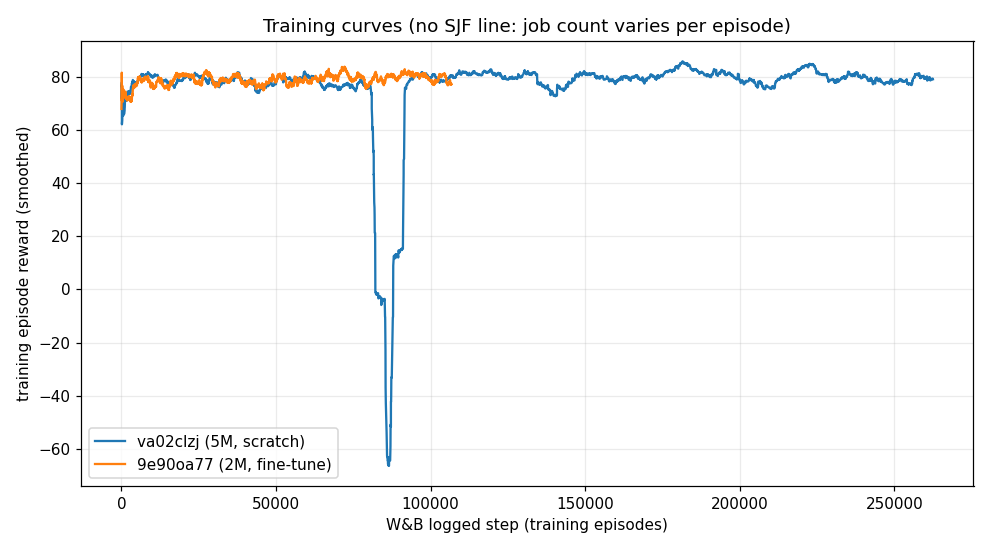 Training curves (no SJF line: job count varies per episode)
training episode reward (smoothed)
80
60
40
20
0
−20
−40
−60
va02clzj (5M, scratch)
9e90oa77 (2M, fine-tune)
0
50000
100000
150000
200000
250000
W&B logged step (training episodes)